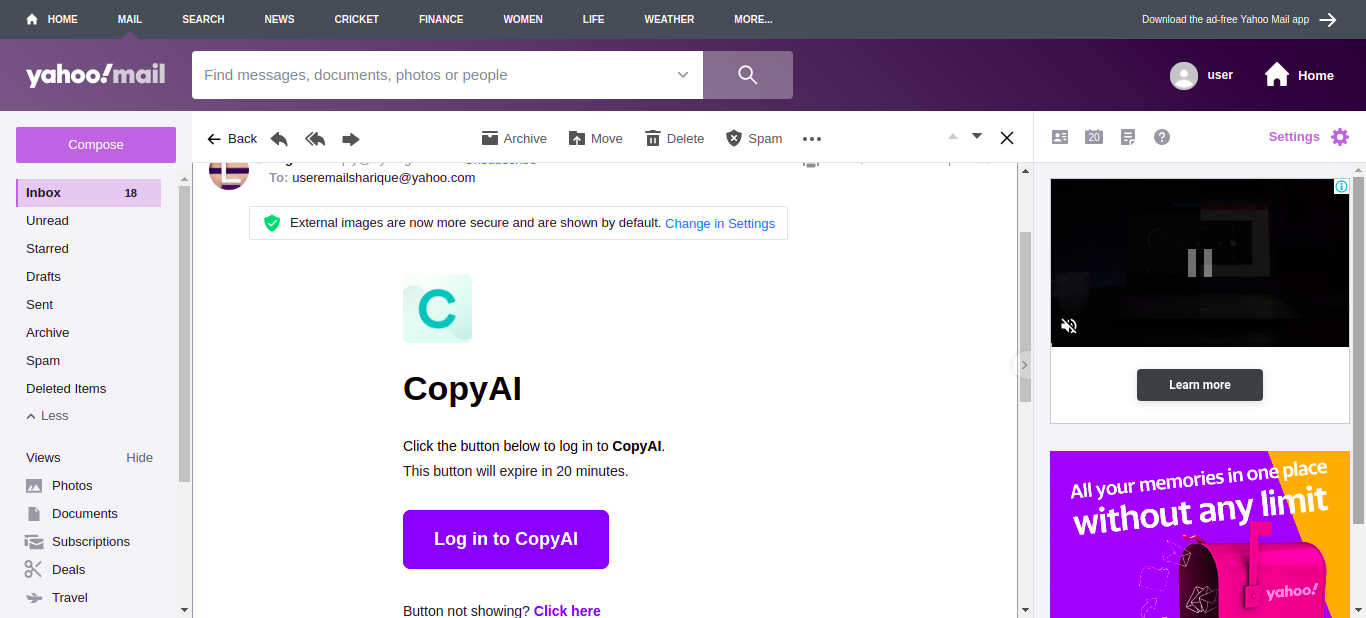 HOME MAIL SEARCH NEWS CRICKET FINANCE WOMEN LIFE WEATHER MORE... Download the ad-free Yahoo Mail app
yahoo!mail Find messages, documents, photos or people user Home
Compose Back Archive Move Delete Spam 20 Settings
To: useremailsharique@yahoo.com
Inbox 18
Unread
External images are now more secure and are shown by default. Change in Settings
Starred
Drafts
Sent
C
Archive
Spam
Deleted Items
CopyAI
Learn more
Less
Click the button below to log in to CopyAI.
Views Hide
This button will expire in 20 minutes.
Photos
All your memories in one place
without any limit
Documents
Subscriptions
Log in to CopyAI
Deals
Travel
yahoo!
Button not showing? Click here